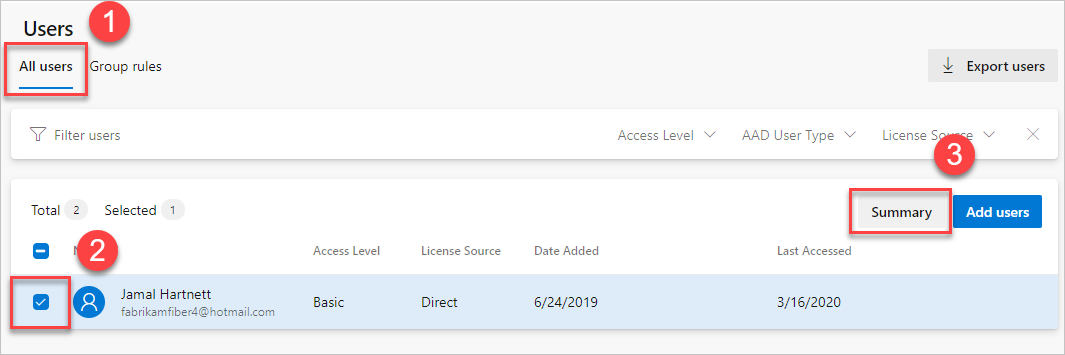 Users
1
All users Group rules
Export users
Filter users Access Level AAD User Type License Source
3
Total 2 Selected 1
Summary Add users
2
Access Level License Source Date Added Last Accessed
Jamal Hartnett
fabrikamfiber4@hotmail.com
Basic Direct 6/24/2019 3/16/2020